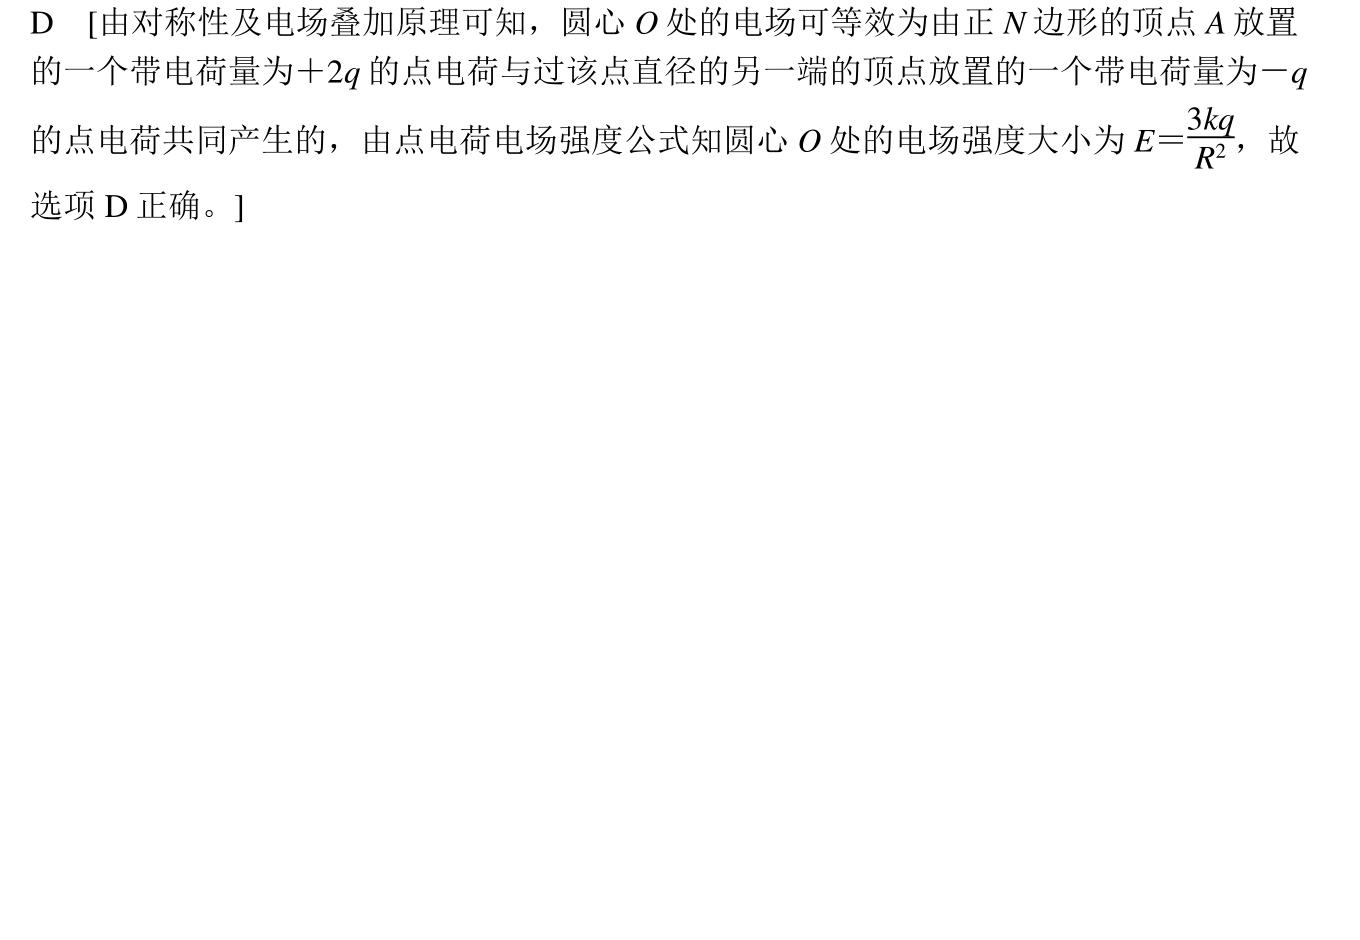 D　[由对称性及电场叠加原理可知，圆心 O 处的电场可等效为由正 N 边形的顶点 A 放置
的一个带电荷量为＋2q 的点电荷与过该点直径的另一端的顶点放置的一个带电荷量为－q
的点电荷共同产生的，由点电荷电场强度公式知圆心 O 处的电场强度大小为 E＝\frac{3kq}{R^2}，故
选项 D 正确。]